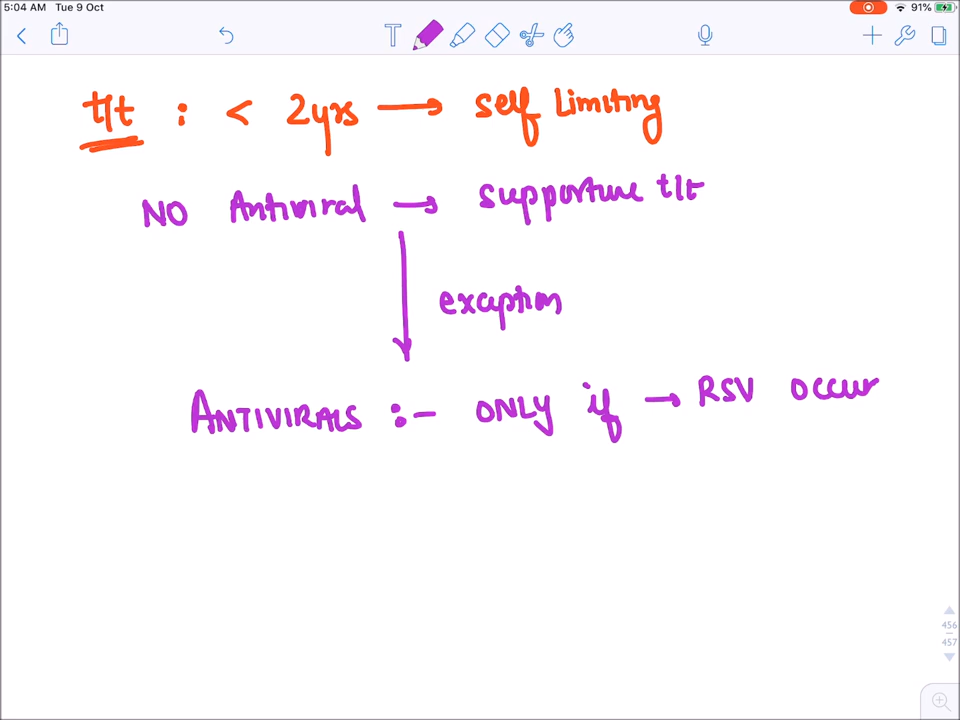 5:04 AM Tue 9 Oct 91%
T
t/t : < 2yrs → self Limiting
NO Antiviral → supportive t/t
exception
ANTIVIRALS :- ONLY if → RSV occur
456
457